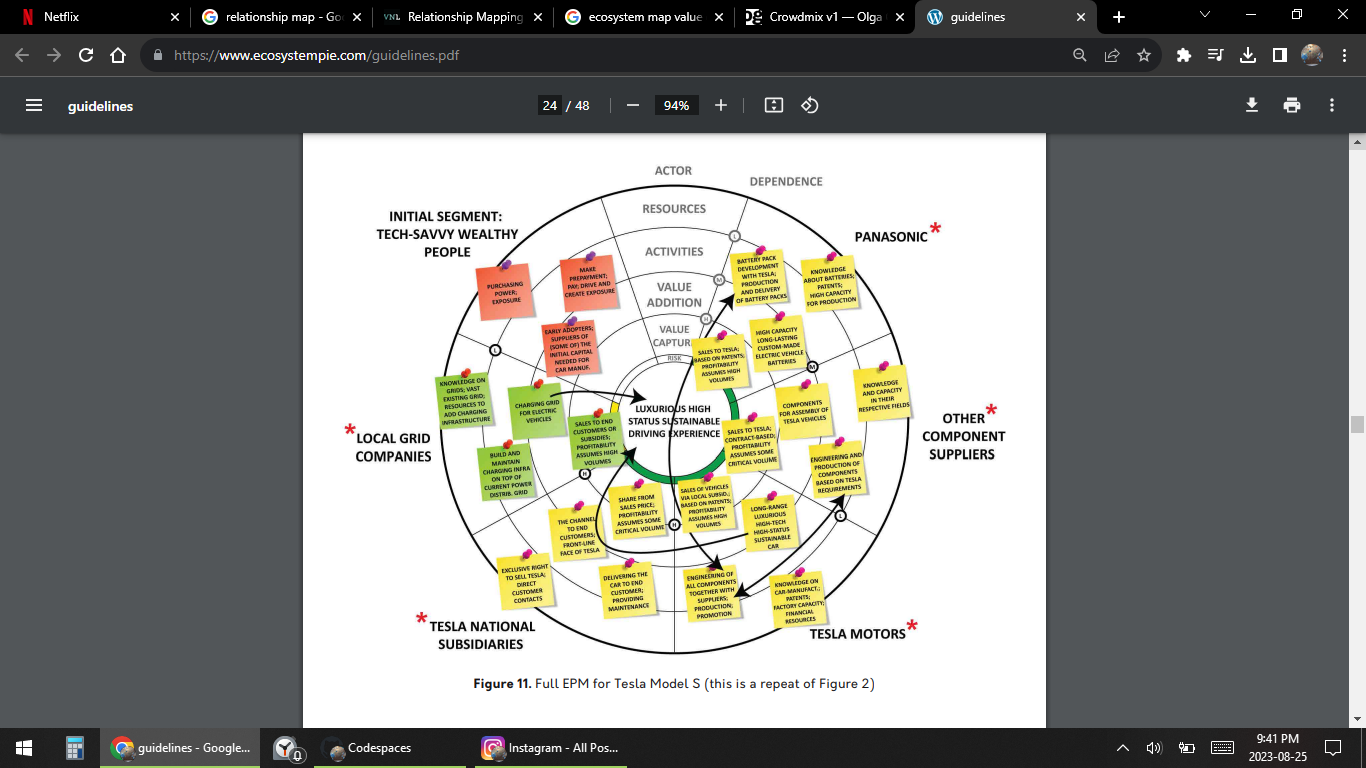 Netflix
relationship map - Goo
Relationship Mapping
ecosystem map value
Crowdmix v1 — Olga
guidelines
https://www.ecosystempie.com/guidelines.pdf
guidelines
24 / 48
94%
ACTOR
DEPENDENCE
RESOURCES
ACTIVITIES
VALUE
ADDITION
VALUE
CAPTUR
RISK
L
M
H
INITIAL SEGMENT:
TECH-SAVVY WEALTHY
PEOPLE
PURCHASING
POWER;
EXPOSURE
MAKE
PREPAYMENT;
PAY; DRIVE AND
CREATE EXPOSURE
EARLY ADOPTERS;
SUPPLIERS OF
(SOME OF) THE
INITIAL CAPITAL
NEEDED FOR
CAR MANUF.
L
PANASONIC*
BATTERY PACK
DEVELOPMENT
WITH TESLA;
PRODUCTION
AND DELIVERY
OF BATTERY PACKS
KNOWLEDGE
ABOUT BATTERIES;
PATENTS;
HIGH CAPACITY
FOR PRODUCTION
HIGH CAPACITY
LONG-LASTING
CUSTOM-MADE
ELECTRIC VEHICLE
BATTERIES
SALES TO TESLA;
BASED ON PATENTS;
PROFITABILITY
ASSUMES HIGH
VOLUMES
M
*LOCAL GRID
COMPANIES
KNOWLEDGE ON
GRIDS; VAST
EXISTING GRID;
RESOURCES TO
ADD CHARGING
INFRASTRUCTURE
CHARGING GRID
FOR ELECTRIC
VEHICLES
SALES TO END
CUSTOMERS OR
SUBSIDIES;
PROFITABILITY
ASSUMES HIGH
VOLUMES
BUILD AND
MAINTAIN
CHARGING INFRA
ON TOP OF
CURRENT POWER
DISTRIB. GRID
H
LUXURIOUS HIGH
STATUS SUSTAINABLE
DRIVING EXPERIENCE
OTHER*
COMPONENT
SUPPLIERS
KNOWLEDGE
AND CAPACITY
IN THEIR
RESPECTIVE FIELDS
COMPONENTS
FOR ASSEMBLY OF
TESLA VEHICLES
SALES TO TESLA;
CONTRACT-BASED;
PROFITABILITY
ASSUMES SOME
CRITICAL VOLUME
ENGINEERING AND
PRODUCTION OF
COMPONENTS
BASED ON TESLA
REQUIREMENTS
L
*TESLA NATIONAL
SUBSIDIARIES
SHARE FROM
SALES PRICE;
PROFITABILITY
ASSUMES SOME
CRITICAL VOLUME
THE CHANNEL
TO END
CUSTOMERS;
FRONT-LINE
FACE OF TESLA
EXCLUSIVE RIGHT
TO SELL TESLA;
DIRECT
CUSTOMER
CONTACTS
DELIVERING THE
CAR TO END
CUSTOMER;
PROVIDING
MAINTENANCE
H
TESLA MOTORS*
SALES OF VEHICLES
VIA LOCAL SUBSID.;
BASED ON PATENTS;
PROFITABILITY
ASSUMES HIGH
VOLUMES
LONG-RANGE
LUXURIOUS
HIGH-TECH
HIGH-STATUS
SUSTAINABLE
CAR
ENGINEERING OF
ALL COMPONENTS
TOGETHER WITH
SUPPLIERS;
PRODUCTION;
PROMOTION
KNOWLEDGE ON
CAR-MANUFACT.;
PATENTS;
FACTORY CAPACITY;
FINANCIAL
RESOURCES
Figure 11. Full EPM for Tesla Model S (this is a repeat of Figure 2)
guidelines - Google...
Codespaces
Instagram - All Pos...
9:41 PM
2023-08-25